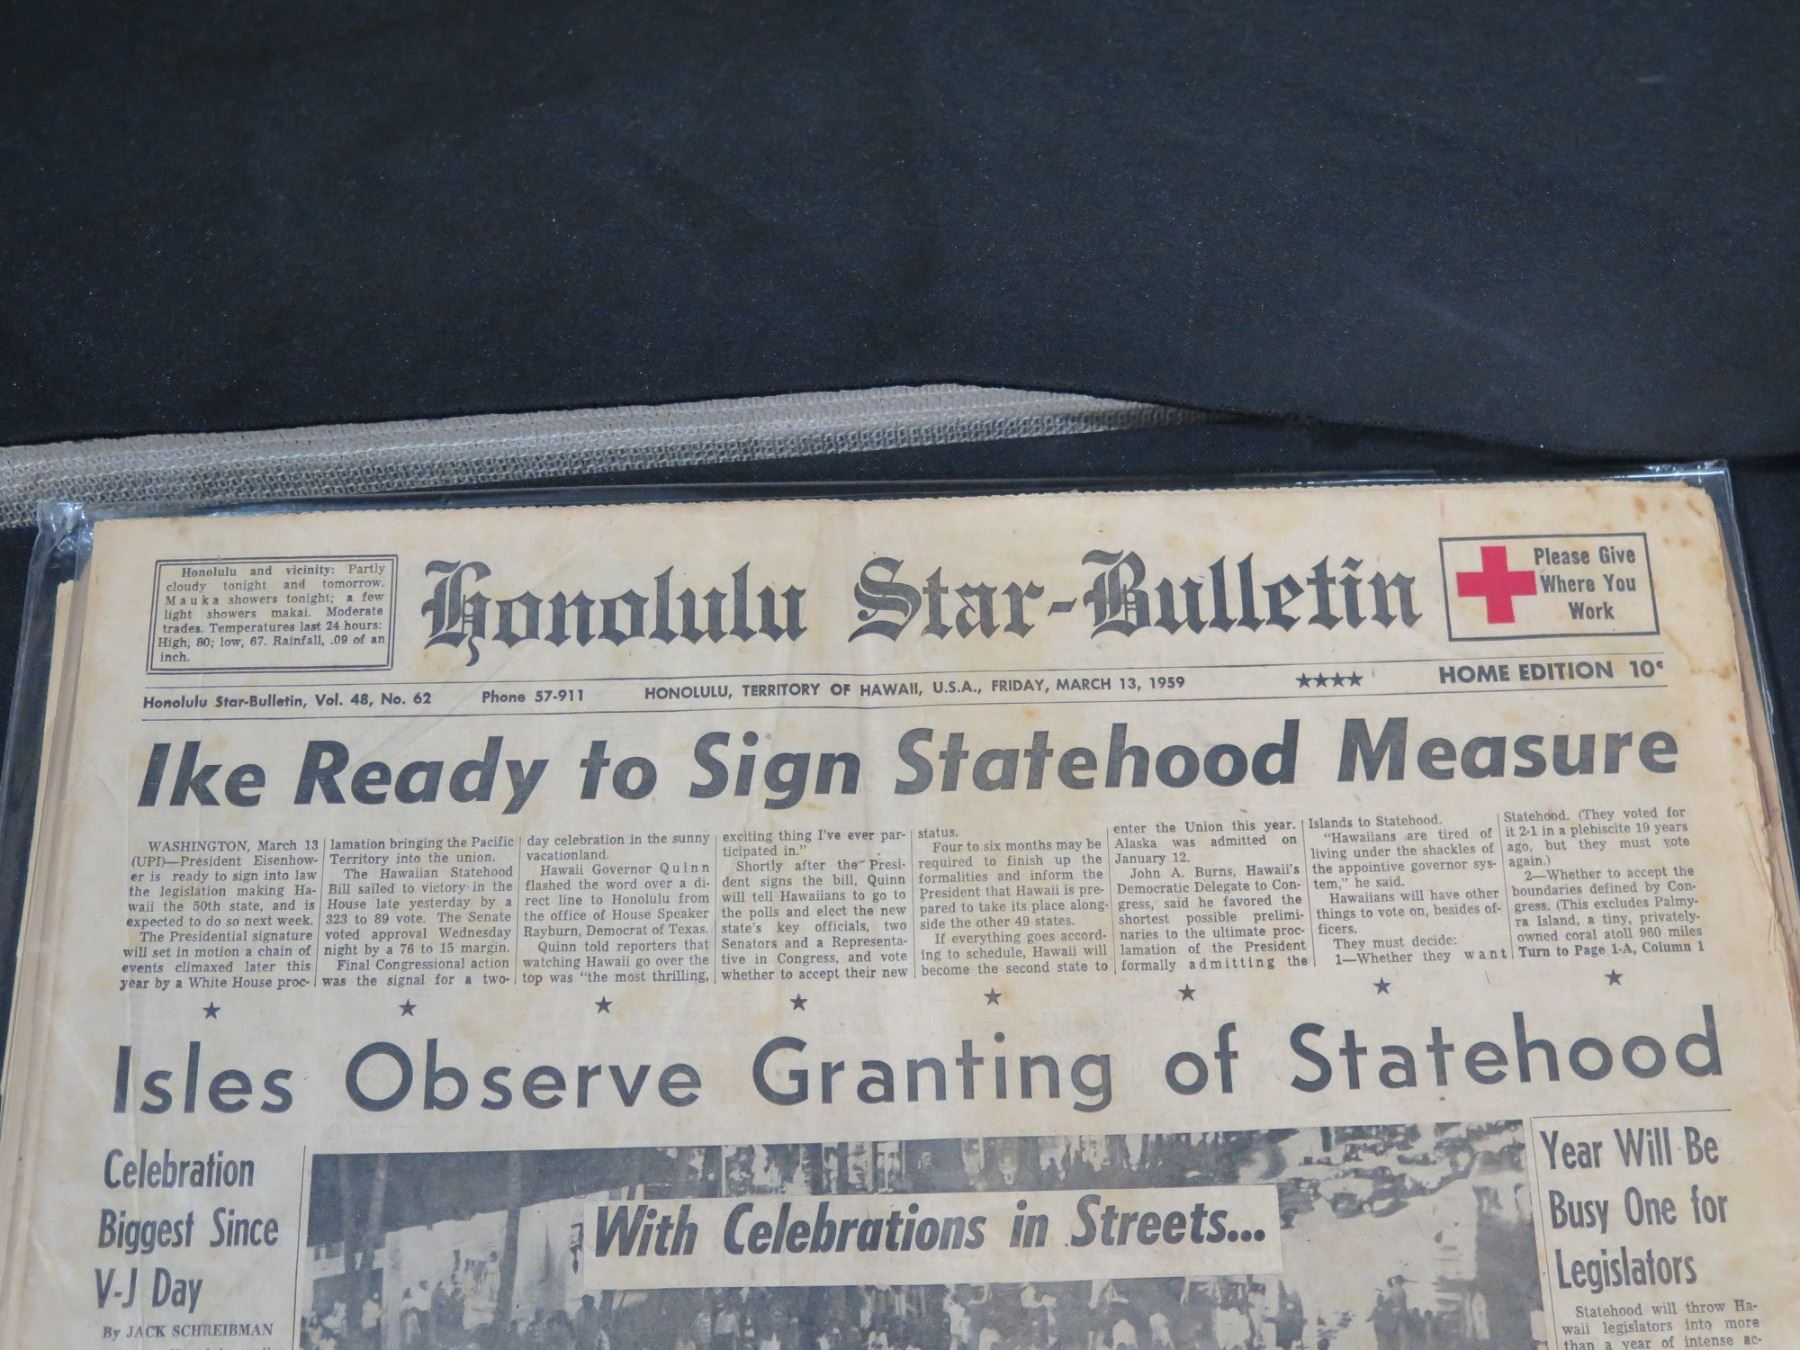 Honolulu and vicinity: Partly
cloudy tonight and tomorrow.
Mauka showers tonight; a few
light showers makai. Moderate
trades. Temperatures last 24 hours:
High, 80; low, 67. Rainfall, .09 of an
inch.
Honolulu Star-Bulletin
Please Give
Where You
Work
Honolulu Star-Bulletin, Vol. 48, No. 62 Phone 57-911 HONOLULU, TERRITORY OF HAWAII, U.S.A., FRIDAY, MARCH 13, 1959 ★★★★ HOME EDITION 10¢
Ike Ready to Sign Statehood Measure
WASHINGTON, March 13
(UPI)—President Eisenhow-
er is ready to sign into law
the legislation making Ha-
waii the 50th state, and is
expected to do so next week.
The Presidential signature
will set in motion a chain of
events climaxed later this
year by a White House proc-
lamation bringing the Pacific
Territory into the union.
The Hawaiian Statehood
Bill sailed to victory in the
House late yesterday by a
323 to 89 vote. The Senate
voted approval Wednesday
night by a 76 to 15 margin.
Final Congressional action
was the signal for a two-
day celebration in the sunny
vacationland.
Hawaii Governor Quinn
flashed the word over a di-
rect line to Honolulu from
the office of House Speaker
Rayburn, Democrat of Texas.
Quinn told reporters that
watching Hawaii go over the
top was "the most thrilling,
exciting thing I've ever par-
ticipated in."
Shortly after the Presi-
dent signs the bill, Quinn
will tell Hawaiians to go to
the polls and elect the new
state's key officials, two
Senators and a Representa-
tive in Congress, and vote
whether to accept their new
status.
Four to six months may be
required to finish up the
formalities and inform the
President that Hawaii is pre-
pared to take its place along-
side the other 49 states.
If everything goes accord-
ing to schedule, Hawaii will
become the second state to
enter the Union this year.
Alaska was admitted on
January 12.
John A. Burns, Hawaii's
Democratic Delegate to Con-
gress, said he favored the
shortest possible prelimi-
naries to the ultimate proc-
lamation of the President
formally admitting the
Islands to Statehood.
"Hawaiians are tired of
living under the shackles of
the appointive governor sys-
tem," he said.
Hawaiians will have other
things to vote on, besides of-
ficers.
They must decide:
1—Whether they want
Statehood. (They voted for
it 2-1 in a plebiscite 19 years
ago, but they must vote
again.)
2—Whether to accept the
boundaries defined by Con-
gress. (This excludes Palmy-
ra Island, a tiny, privately-
owned coral atoll 960 miles
Turn to Page 1-A, Column 1
Isles Observe Granting of Statehood
Celebration
Biggest Since
V-J Day
By JACK SCHREIBMAN
With Celebrations in Streets...
Year Will Be
Busy One for
Legislators
Statehood will throw Ha-
waii legislators into more
than a year of intense ac-